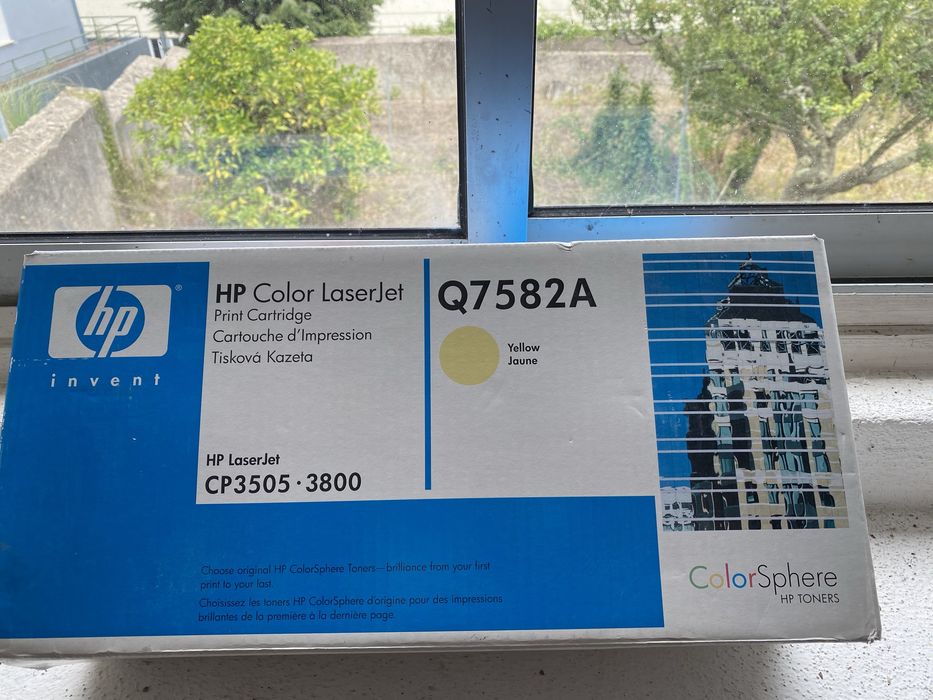 hp
®
invent
HP Color LaserJet
Print Cartridge
Cartouche d'Impression
Tisková Kazeta
HP LaserJet
CP3505 · 3800
Q7582A
Yellow
Jaune
Choose original HP ColorSphere Toners—brilliance from your first
print to your last.
Choisissez les toners HP ColorSphere d'origine pour des impressions
brillantes de la première à la dernière page.
ColorSphere
HP TONERS